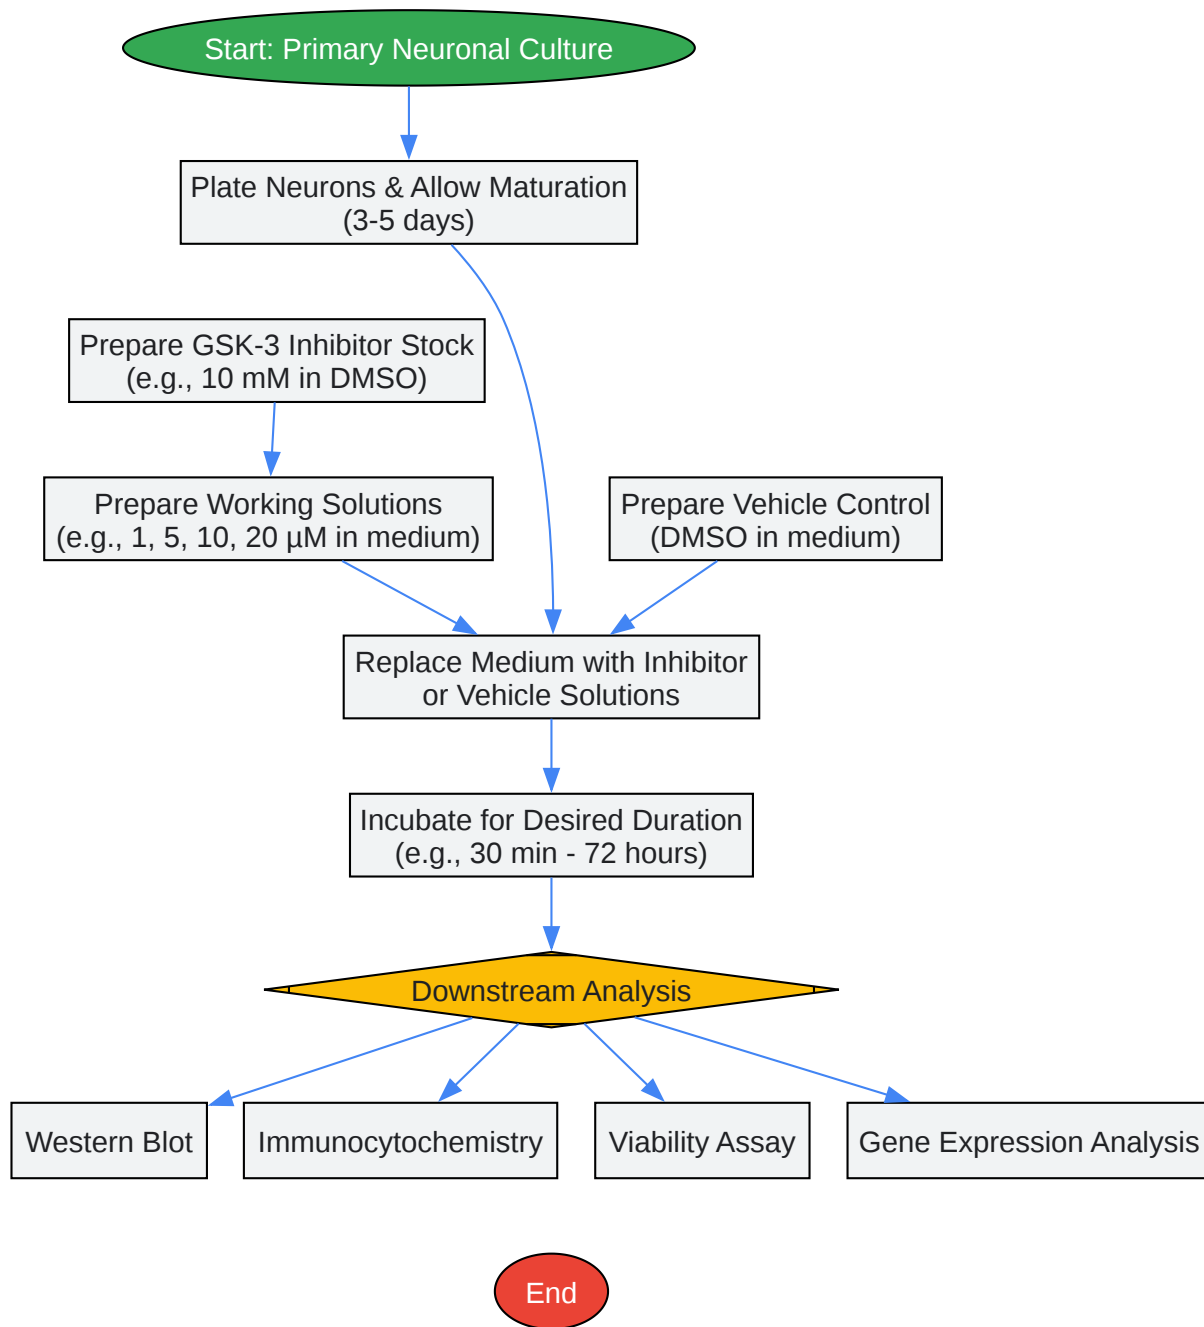 Start: Primary Neuronal Culture
Plate Neurons & Allow Maturation
(3-5 days)
Prepare GSK-3 Inhibitor Stock
(e.g., 10 mM in DMSO)
Prepare Working Solutions
(e.g., 1, 5, 10, 20 µM in medium)
Prepare Vehicle Control
(DMSO in medium)
Replace Medium with Inhibitor
or Vehicle Solutions
Incubate for Desired Duration
(e.g., 30 min - 72 hours)
Downstream Analysis
Western Blot
Immunocytochemistry
Viability Assay
Gene Expression Analysis
End